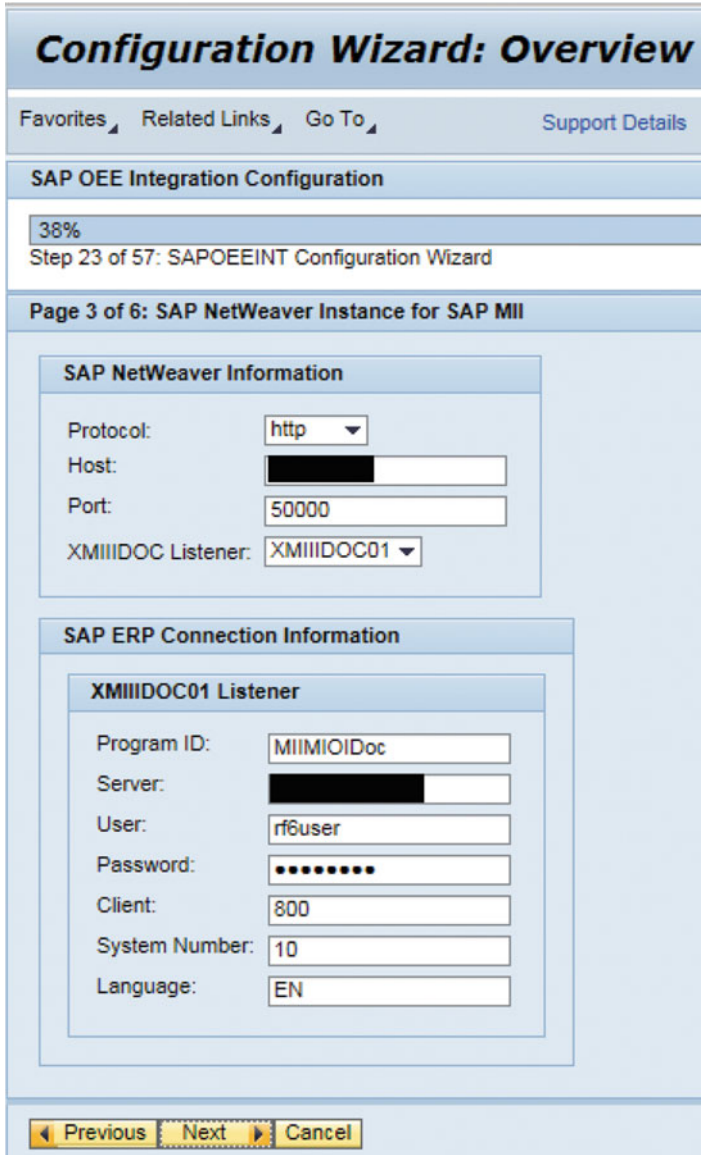 Configuration Wizard: Overview
Favorites Related Links Go To Support Details
SAP OEE Integration Configuration
38%
Step 23 of 57: SAPOEEINT Configuration Wizard
Page 3 of 6: SAP NetWeaver Instance for SAP MII
SAP NetWeaver Information
Protocol: http
Host:
Port: 50000
XMIIIDOC Listener: XMIIIDOC01
SAP ERP Connection Information
XMIIIDOC01 Listener
Program ID: MIIMIOIDoc
Server:
User: rf6user
Password: ●●●●●●●●
Client: 800
System Number: 10
Language: EN
Previous Next Cancel